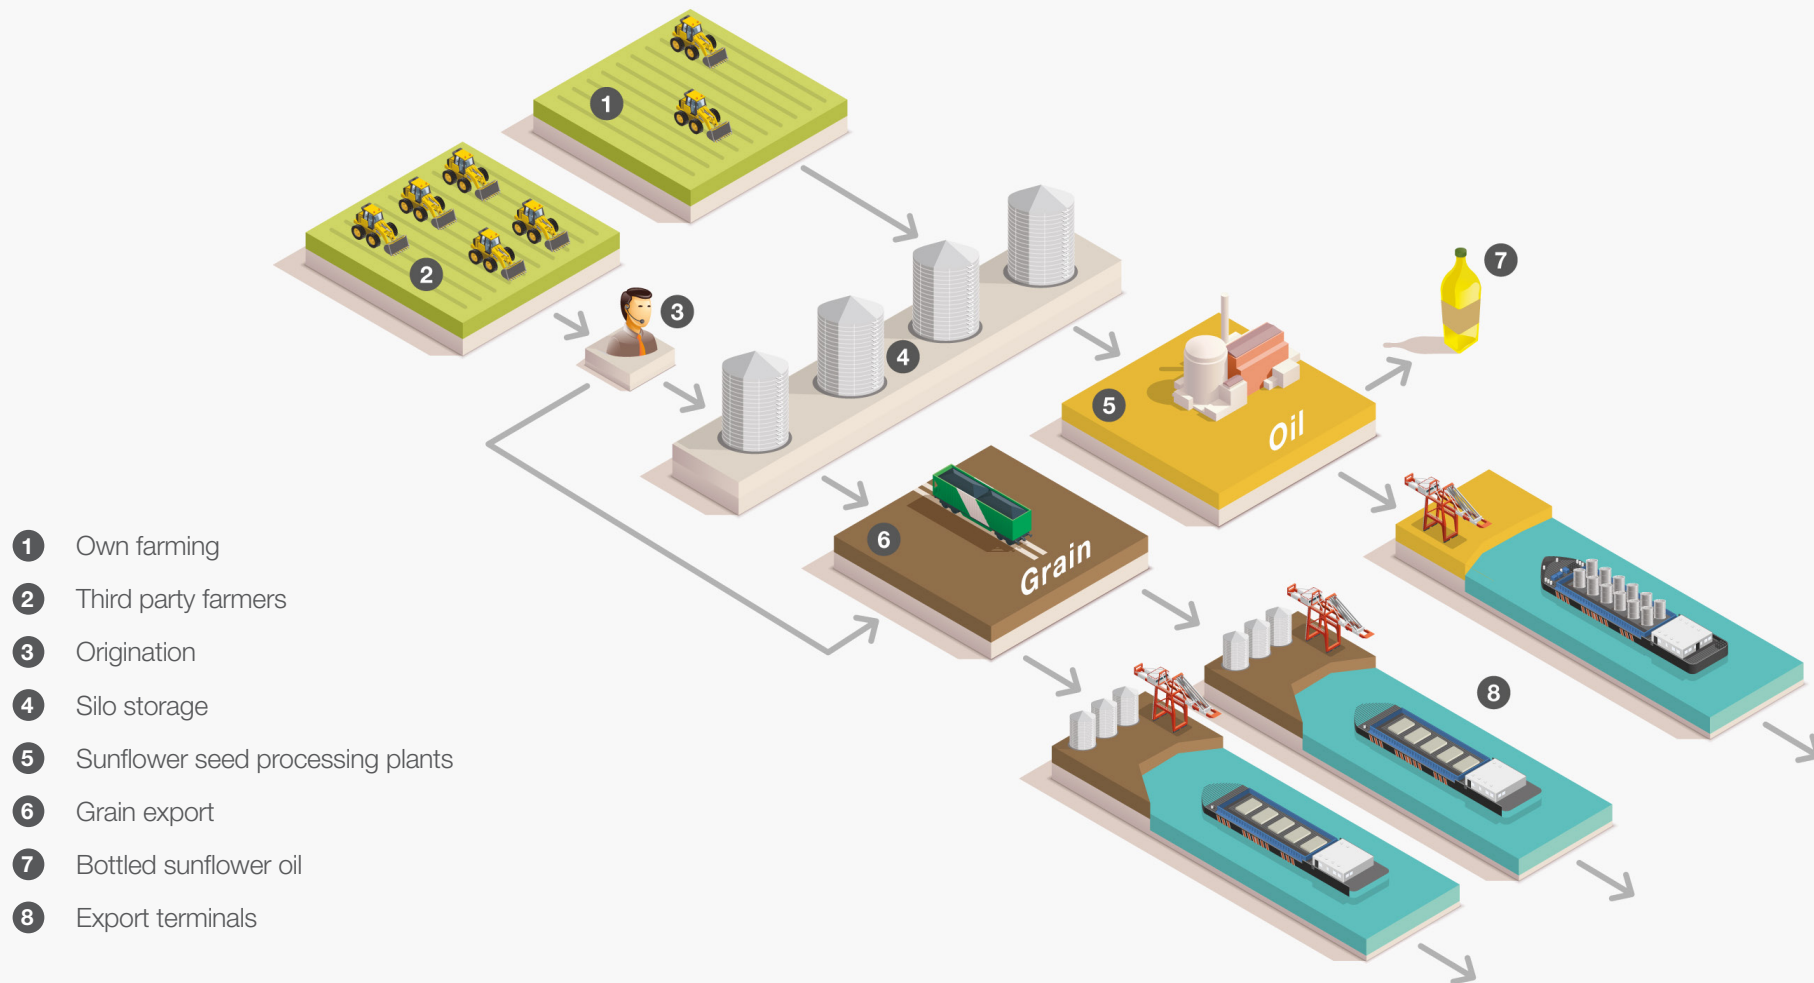 1
2
3
4
7
5
Oil
6
Grain
8
1 Own farming
2 Third party farmers
3 Origination
4 Silo storage
5 Sunflower seed processing plants
6 Grain export
7 Bottled sunflower oil
8 Export terminals